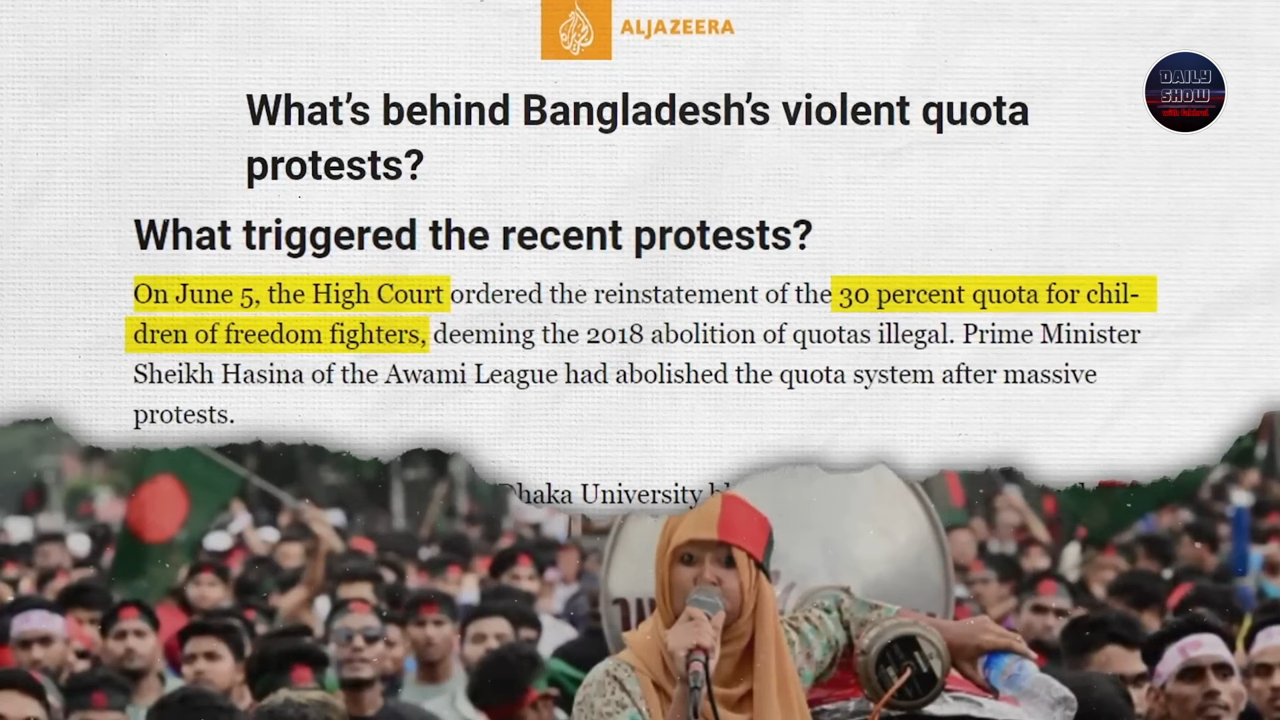 ALJAZEERA
DAILY
SHOW
What’s behind Bangladesh’s violent quota
protests?
What triggered the recent protests?
On June 5, the High Court ordered the reinstatement of the 30 percent quota for chil-
dren of freedom fighters, deeming the 2018 abolition of quotas illegal. Prime Minister
Sheikh Hasina of the Awami League had abolished the quota system after massive
protests.
Dhaka University